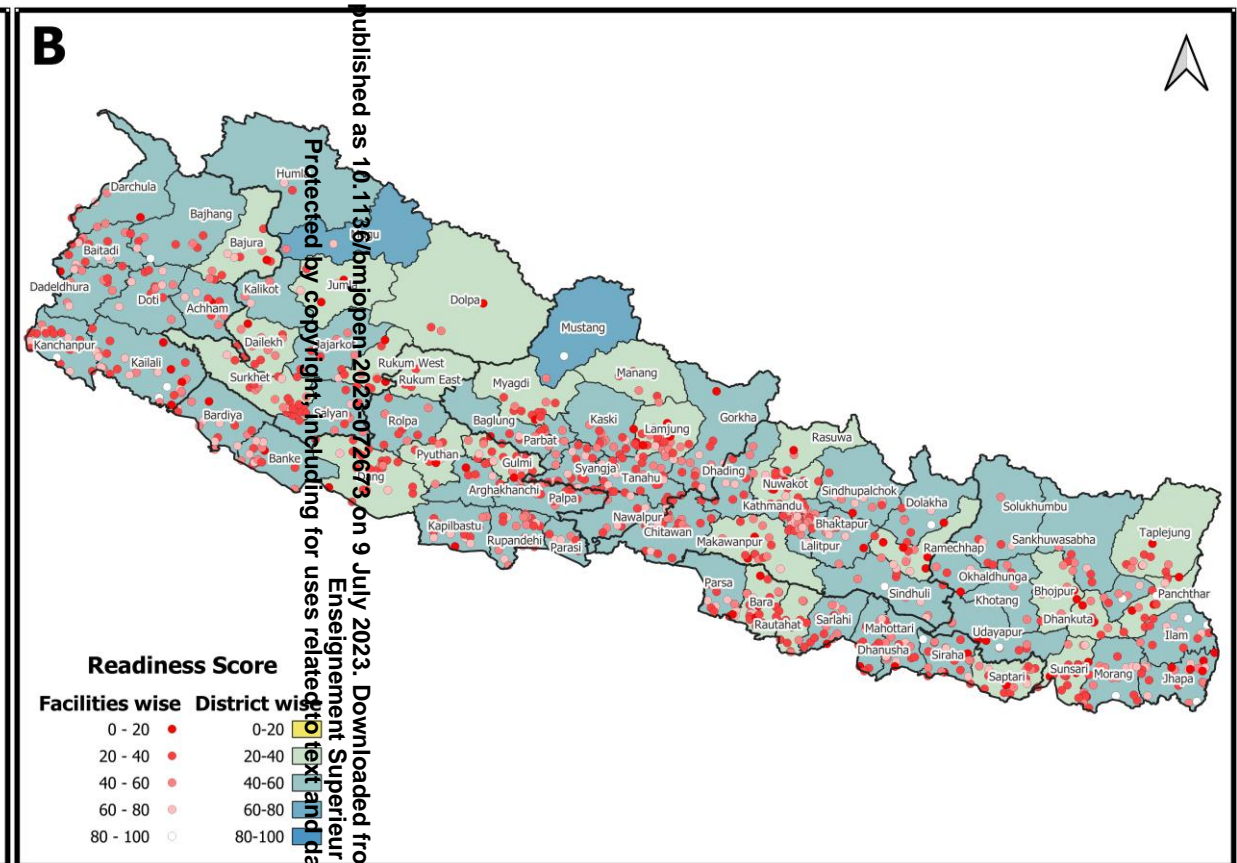 B
published as 10.1136/bmjopen-2023-072673 on 9 July 2023. Downloaded fro
Enseignement Superieur
Protected by copyright, including for uses related to text and da
Darchula
Humla
Bajhang
Baitadi
Bajura
Dadeldhura
Doti
Achham
Kalikot
Dolpa
Mustang
Kanchanpur
Kailali
Dailekh
Jajarkot
Rukum West
Rukum East
Surkhet
Myagdi
Manang
Bardiya
Salyan
Rolpa
Baglung
Kaski
Lamjung
Gorkha
Parbat
Banke
Pyuthan
Gulmi
Syangja
Tanahu
Dhading
Rasuwa
Nuwakot
Sindhupalchok
Arghakhanchi
Palpa
Kathmandu
Dolakha
Solukhumbu
Kapilbastu
Rupandehi
Parasi
Nawalpur
Chitawan
Makawanpur
Bhaktapur
Lalitpur
Ramechhap
Sankhuwasabha
Taplejung
Parsa
Bara
Rautahat
Sarlahi
Sindhuli
Okhaldhunga
Khotang
Bhojpur
Panchthar
Mahottari
Dhanusha
Siraha
Udayapur
Dhankuta
Ilam
Saptari
Sunsari
Morang
Jhapa
Readiness Score
Facilities wise District wise
0 - 20 0-20
20 - 40 20-40
40 - 60 40-60
60 - 80 60-80
80 - 100 80-100